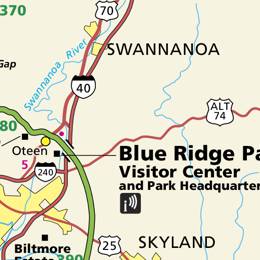 370
70
Swannanoa River
SWANNANOA
Gap
40
ALT
74
80
Oteen
5
240
Blue Ridge Pa
Visitor Center
and Park Headquarter
Biltmore
Estate
25
SKYLAND
390